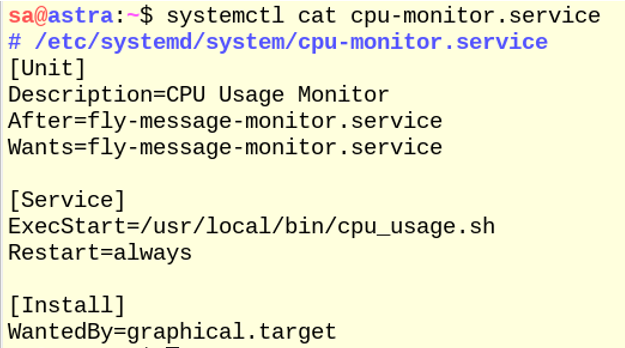 sa@astra:~$ systemctl cat cpu-monitor.service
# /etc/systemd/system/cpu-monitor.service
[Unit]
Description=CPU Usage Monitor
After=fly-message-monitor.service
Wants=fly-message-monitor.service
[Service]
ExecStart=/usr/local/bin/cpu_usage.sh
Restart=always
[Install]
WantedBy=graphical.target